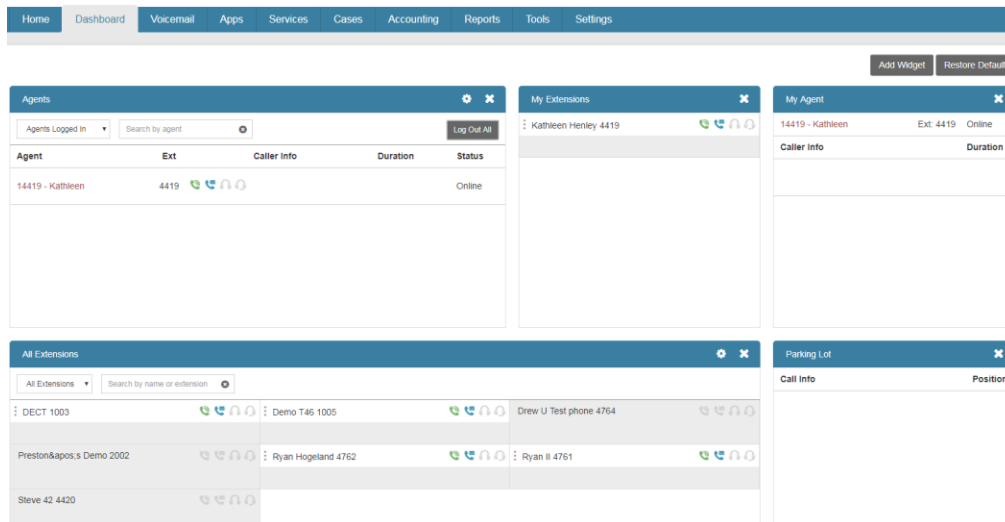 Home Dashboard Voicemail Apps Services Cases Accounting Reports Tools Settings
Add Widget Restore Default
Agents
Agents Logged In Search by agent Log Out All
Agent Ext Caller Info Duration Status
14419 - Kathleen 4419 Online
My Extensions
Kathleen Henley 4419
My Agent
14419 - Kathleen Ext: 4419 Online
Caller Info Duration
All Extensions
All Extensions Search by name or extension
DECT 1003 Demo T46 1005 Drew U Test phone 4764
Preston&apos;s Demo 2002 Ryan Hogeland 4762 Ryan II 4761
Steve 42 4420
Parking Lot
Call Info Position